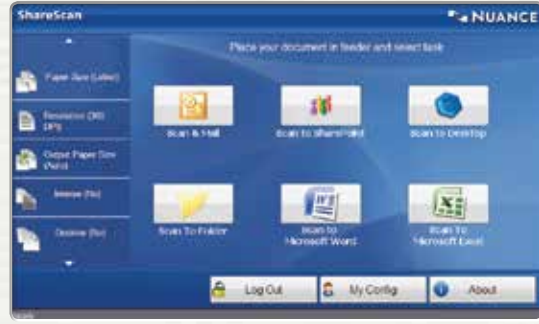 ShareScan
NUANCE
Place your document in feeder and select task
Paper Size (Letter)
Resolution (300
DPI)
Output Paper Size
(Auto)
(No)
(No)
Scan & Mail
Scan to SharePoint
Scan to Desktop
Scan To Folder
Scan to
Microsoft Word
Scan To
Microsoft Excel
Log Out
My Config
About